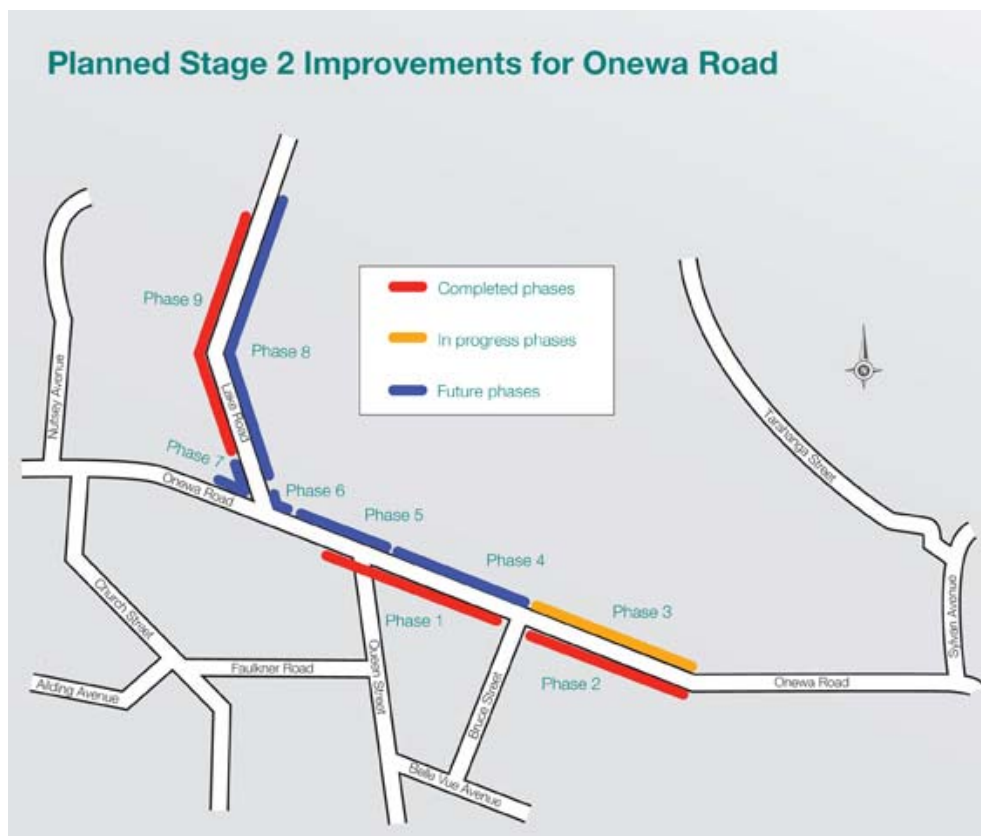 Planned Stage 2 Improvements for Onewa Road
Phase 9
Completed phases
In progress phases
Future phases
Phase 8
Nutsey Avenue
Lake Road
Tarahanga Street
N
Phase 7
Onewa Road
Phase 6
Phase 5
Phase 4
Phase 3
Phase 1
Phase 2
Church Street
Queen Street
Bruce Street
Sylvan Avenue
Faulkner Road
Onewa Road
Ailding Avenue
Belle Vue Avenue